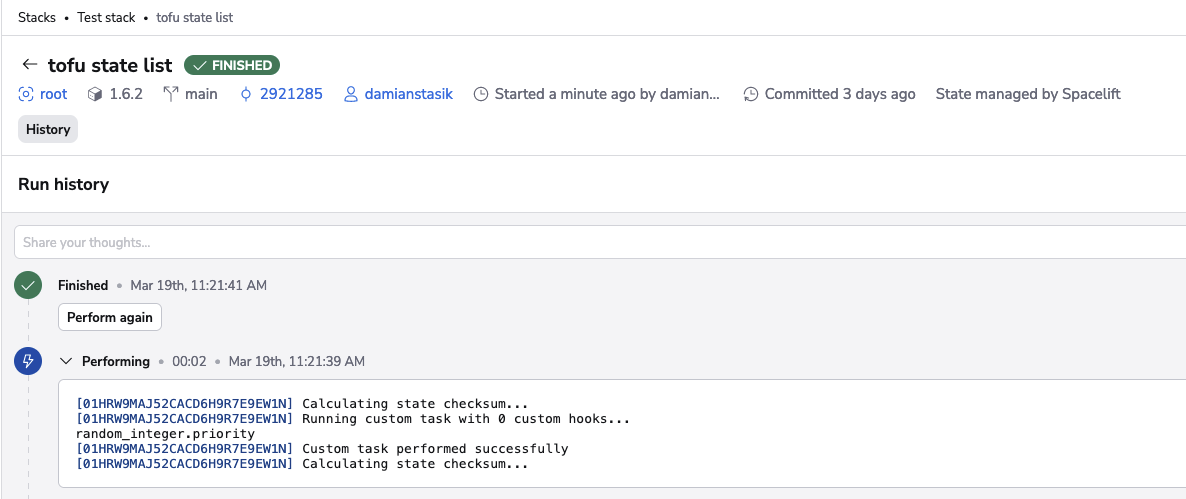 Stacks • Test stack • tofu state list
tofu state list FINISHED
root 1.6.2 main 2921285 damianstasik Started a minute ago by damian... Committed 3 days ago State managed by Spacelift
History
Run history
Share your thoughts...
Finished • Mar 19th, 11:21:41 AM
Perform again
Performing • 00:02 • Mar 19th, 11:21:39 AM
[01HRW9MAJ52CACD6H9R7E9EW1N] Calculating state checksum...
[01HRW9MAJ52CACD6H9R7E9EW1N] Running custom task with 0 custom hooks...
random_integer.priority
[01HRW9MAJ52CACD6H9R7E9EW1N] Custom task performed successfully
[01HRW9MAJ52CACD6H9R7E9EW1N] Calculating state checksum...